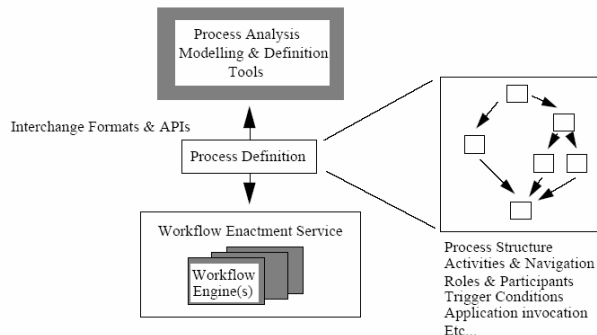 Process Analysis
Modelling & Definition
Tools
Interchange Formats & APIs
Process Definition
Workflow Enactment Service
Workflow
Engine(s)
Process Structure
Activities & Navigation
Roles & Participants
Trigger Conditions
Application invocation
Etc...